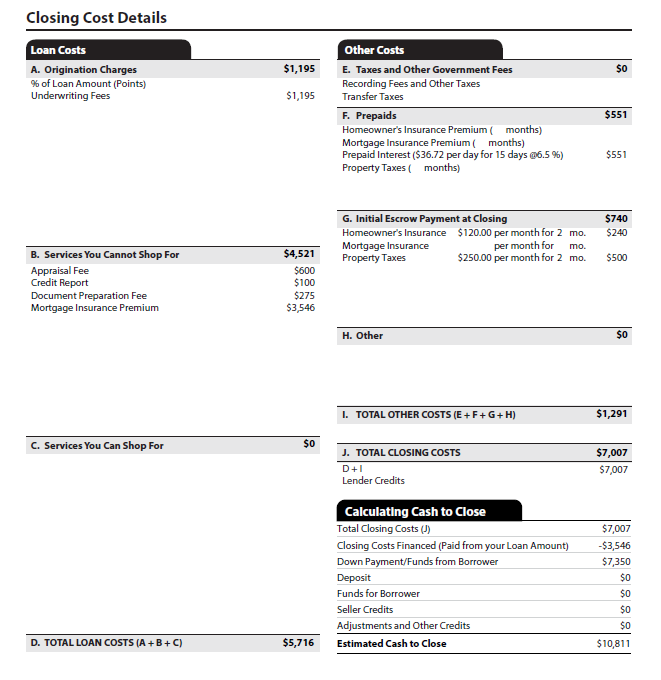 Closing Cost Details
Loan Costs
A. Origination Charges $1,195
% of Loan Amount (Points)
Underwriting Fees $1,195
B. Services You Cannot Shop For $4,521
Appraisal Fee $600
Credit Report $100
Document Preparation Fee $275
Mortgage Insurance Premium $3,546
C. Services You Can Shop For $0
D. TOTAL LOAN COSTS (A + B + C) $5,716
Other Costs
E. Taxes and Other Government Fees $0
Recording Fees and Other Taxes
Transfer Taxes
F. Prepaids $551
Homeowner's Insurance Premium ( months)
Mortgage Insurance Premium ( months)
Prepaid Interest ($36.72 per day for 15 days @6.5 %) $551
Property Taxes ( months)
G. Initial Escrow Payment at Closing $740
Homeowner's Insurance $120.00 per month for 2 mo. $240
Mortgage Insurance per month for mo.
Property Taxes $250.00 per month for 2 mo. $500
H. Other $0
I. TOTAL OTHER COSTS (E + F + G + H) $1,291
J. TOTAL CLOSING COSTS $7,007
D + I $7,007
Lender Credits
Calculating Cash to Close
Total Closing Costs (J) $7,007
Closing Costs Financed (Paid from your Loan Amount) -$3,546
Down Payment/Funds from Borrower $7,350
Deposit $0
Funds for Borrower $0
Seller Credits $0
Adjustments and Other Credits $0
Estimated Cash to Close $10,811